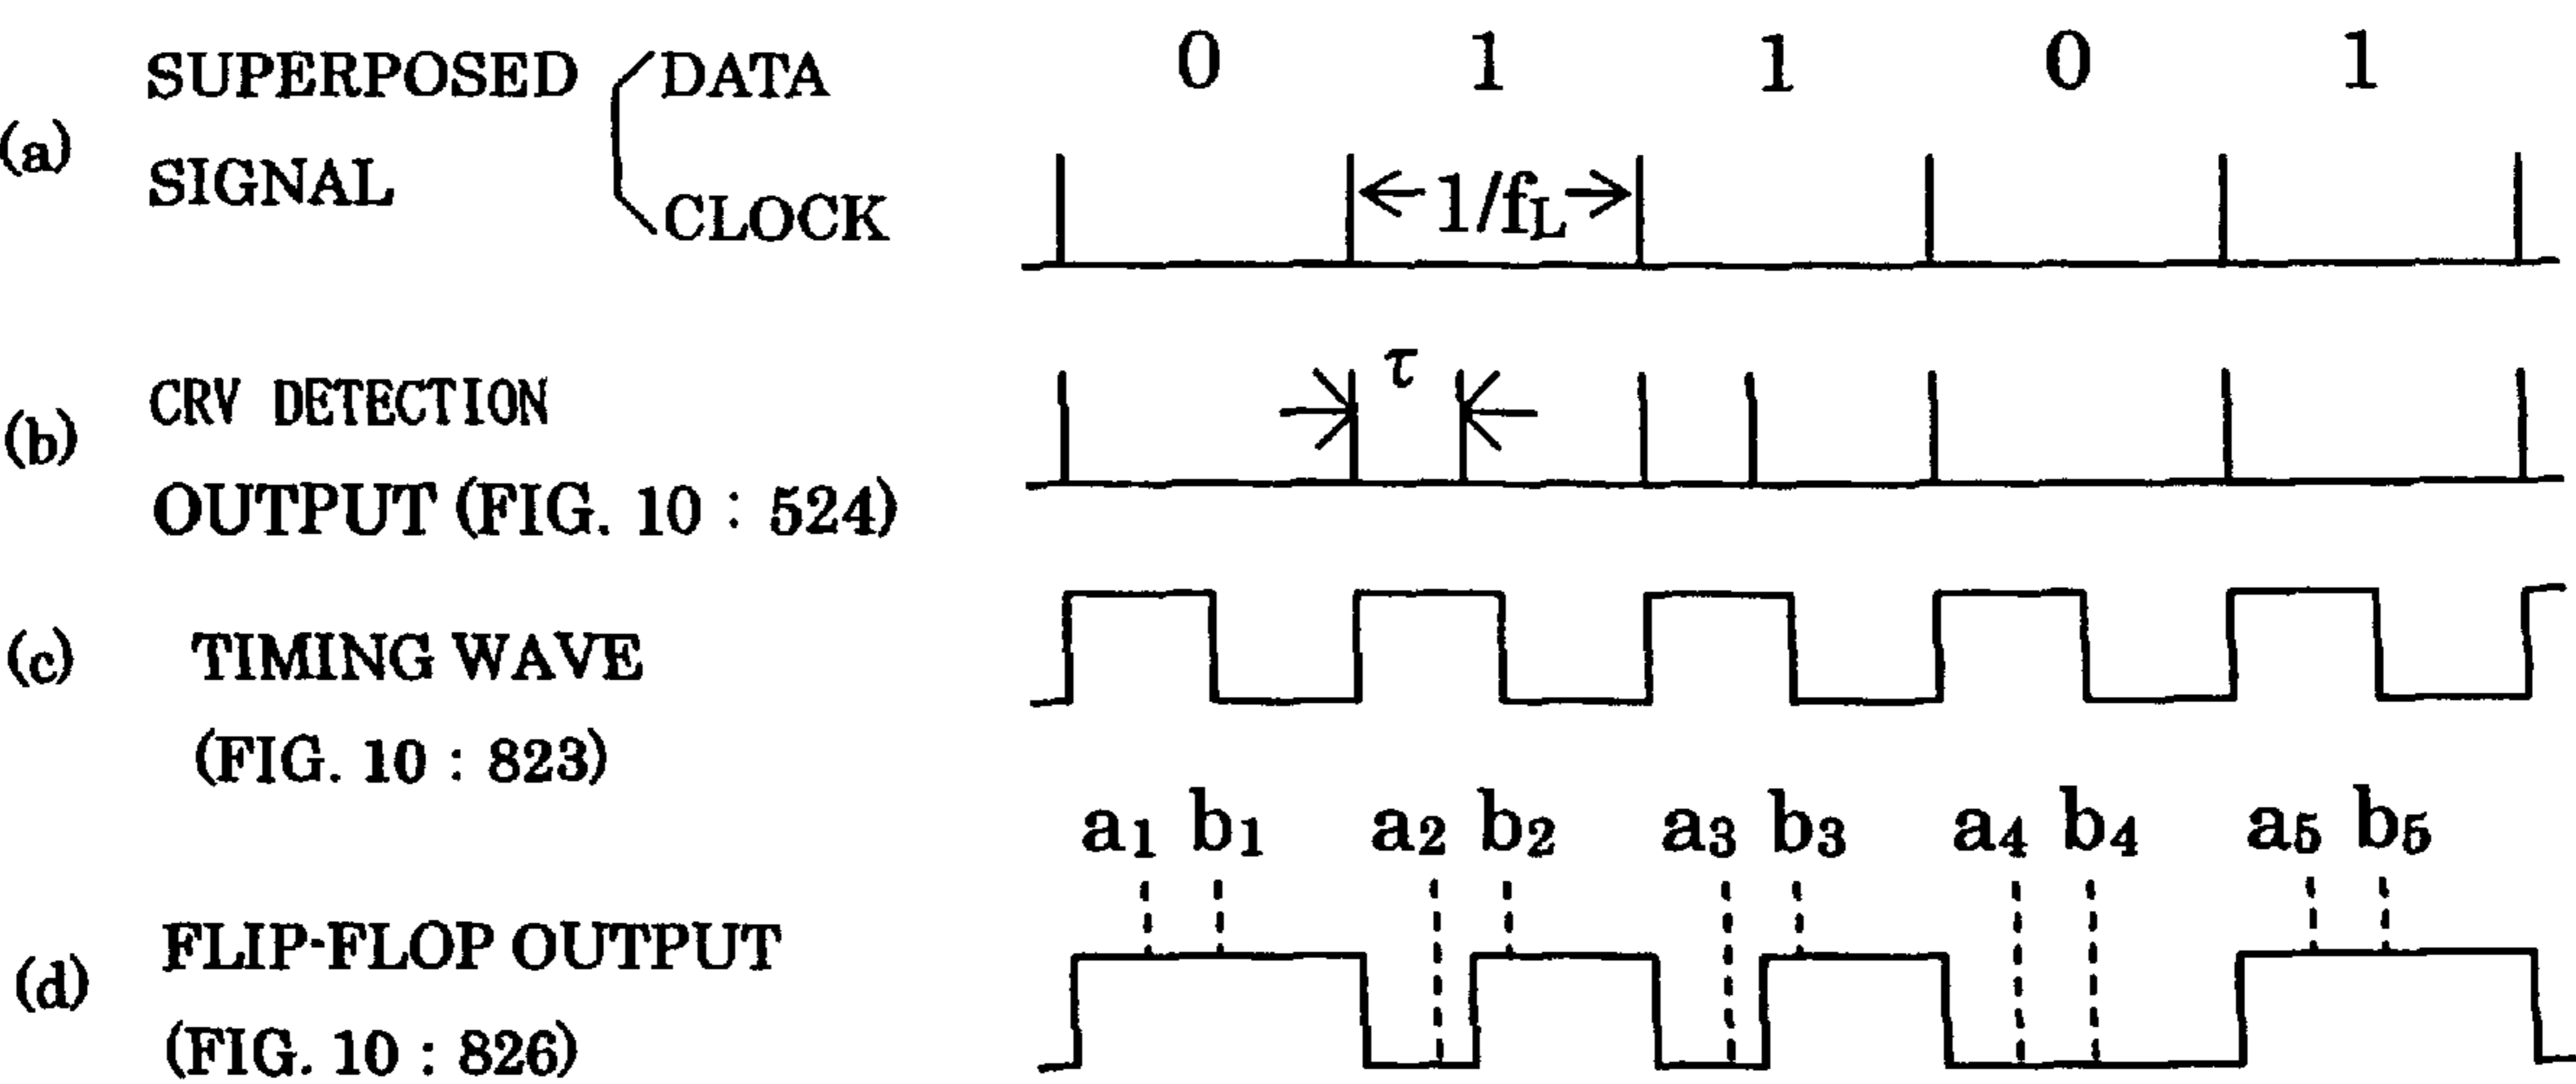 (a) SUPERPOSED SIGNAL DATA CLOCK
0 1 1 0 1
1/fL
(b) CRV DETECTION
OUTPUT (FIG. 10 : 524)
τ
(c) TIMING WAVE
(FIG. 10 : 823)
a1 b1 a2 b2 a3 b3 a4 b4 a5 b5
(d) FLIP-FLOP OUTPUT
(FIG. 10 : 826)